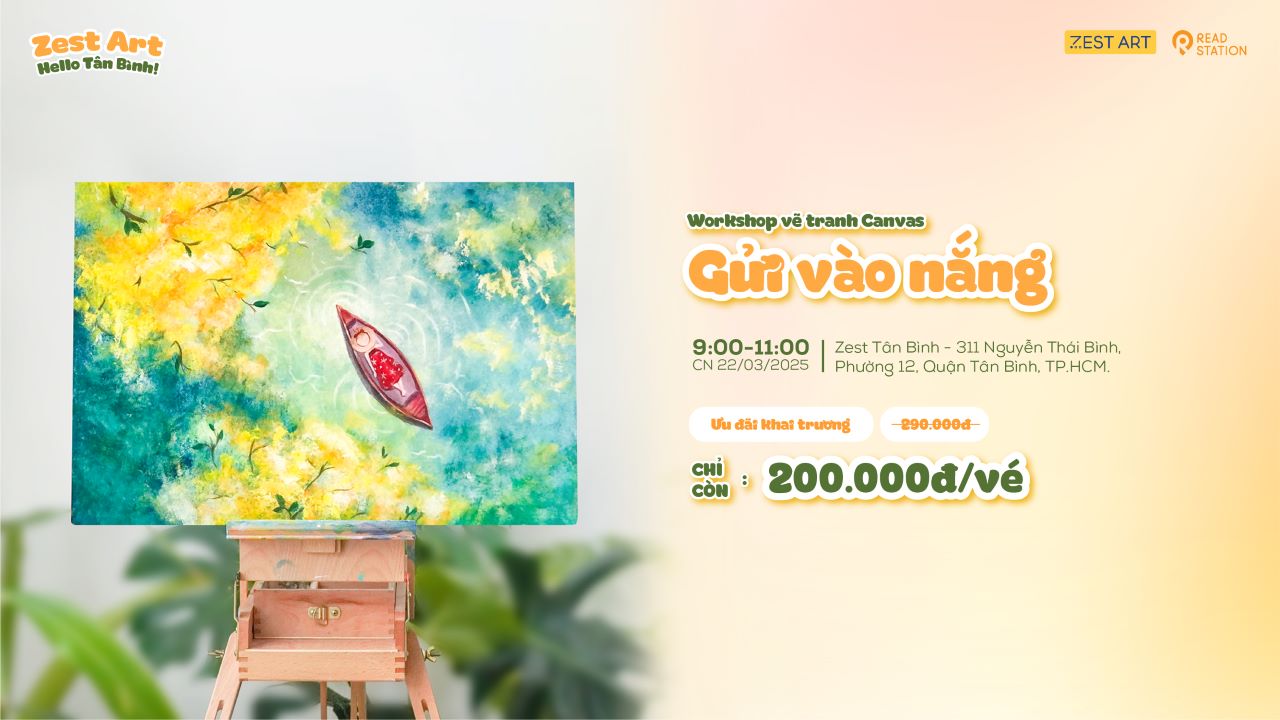 Zest Art
Hello Tân Bình!
ZEST ART
READ
STATION
Workshop vẽ tranh Canvas
Gửi vào nắng
9:00-11:00
CN 22/03/2025
Zest Tân Bình - 311 Nguyễn Thái Bình,
Phường 12, Quận Tân Bình, TP.HCM.
Ưu đãi khai trương
290.000đ
CHỈ
CÒN
: 200.000đ/vé